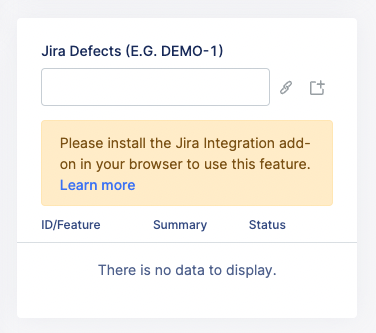 Jira Defects (E.G. DEMO-1)
Please install the Jira Integration add-
on in your browser to use this feature.
Learn more
ID/Feature Summary Status
There is no data to display.